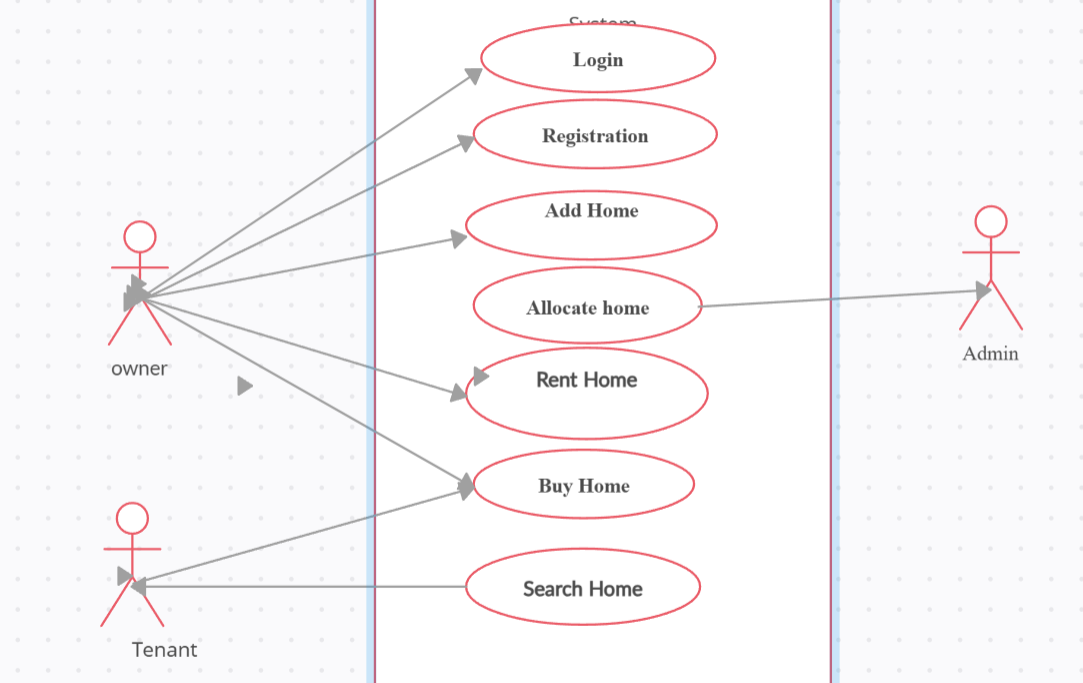 System
Login
Registration
Add Home
Allocate home
Admin
owner
Rent Home
Buy Home
Search Home
Tenant